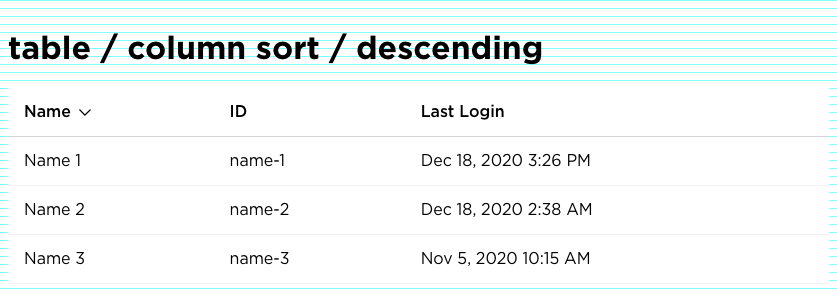 table / column sort / descending
Name ID Last Login
Name 1 name-1 Dec 18, 2020 3:26 PM
Name 2 name-2 Dec 18, 2020 2:38 AM
Name 3 name-3 Nov 5, 2020 10:15 AM